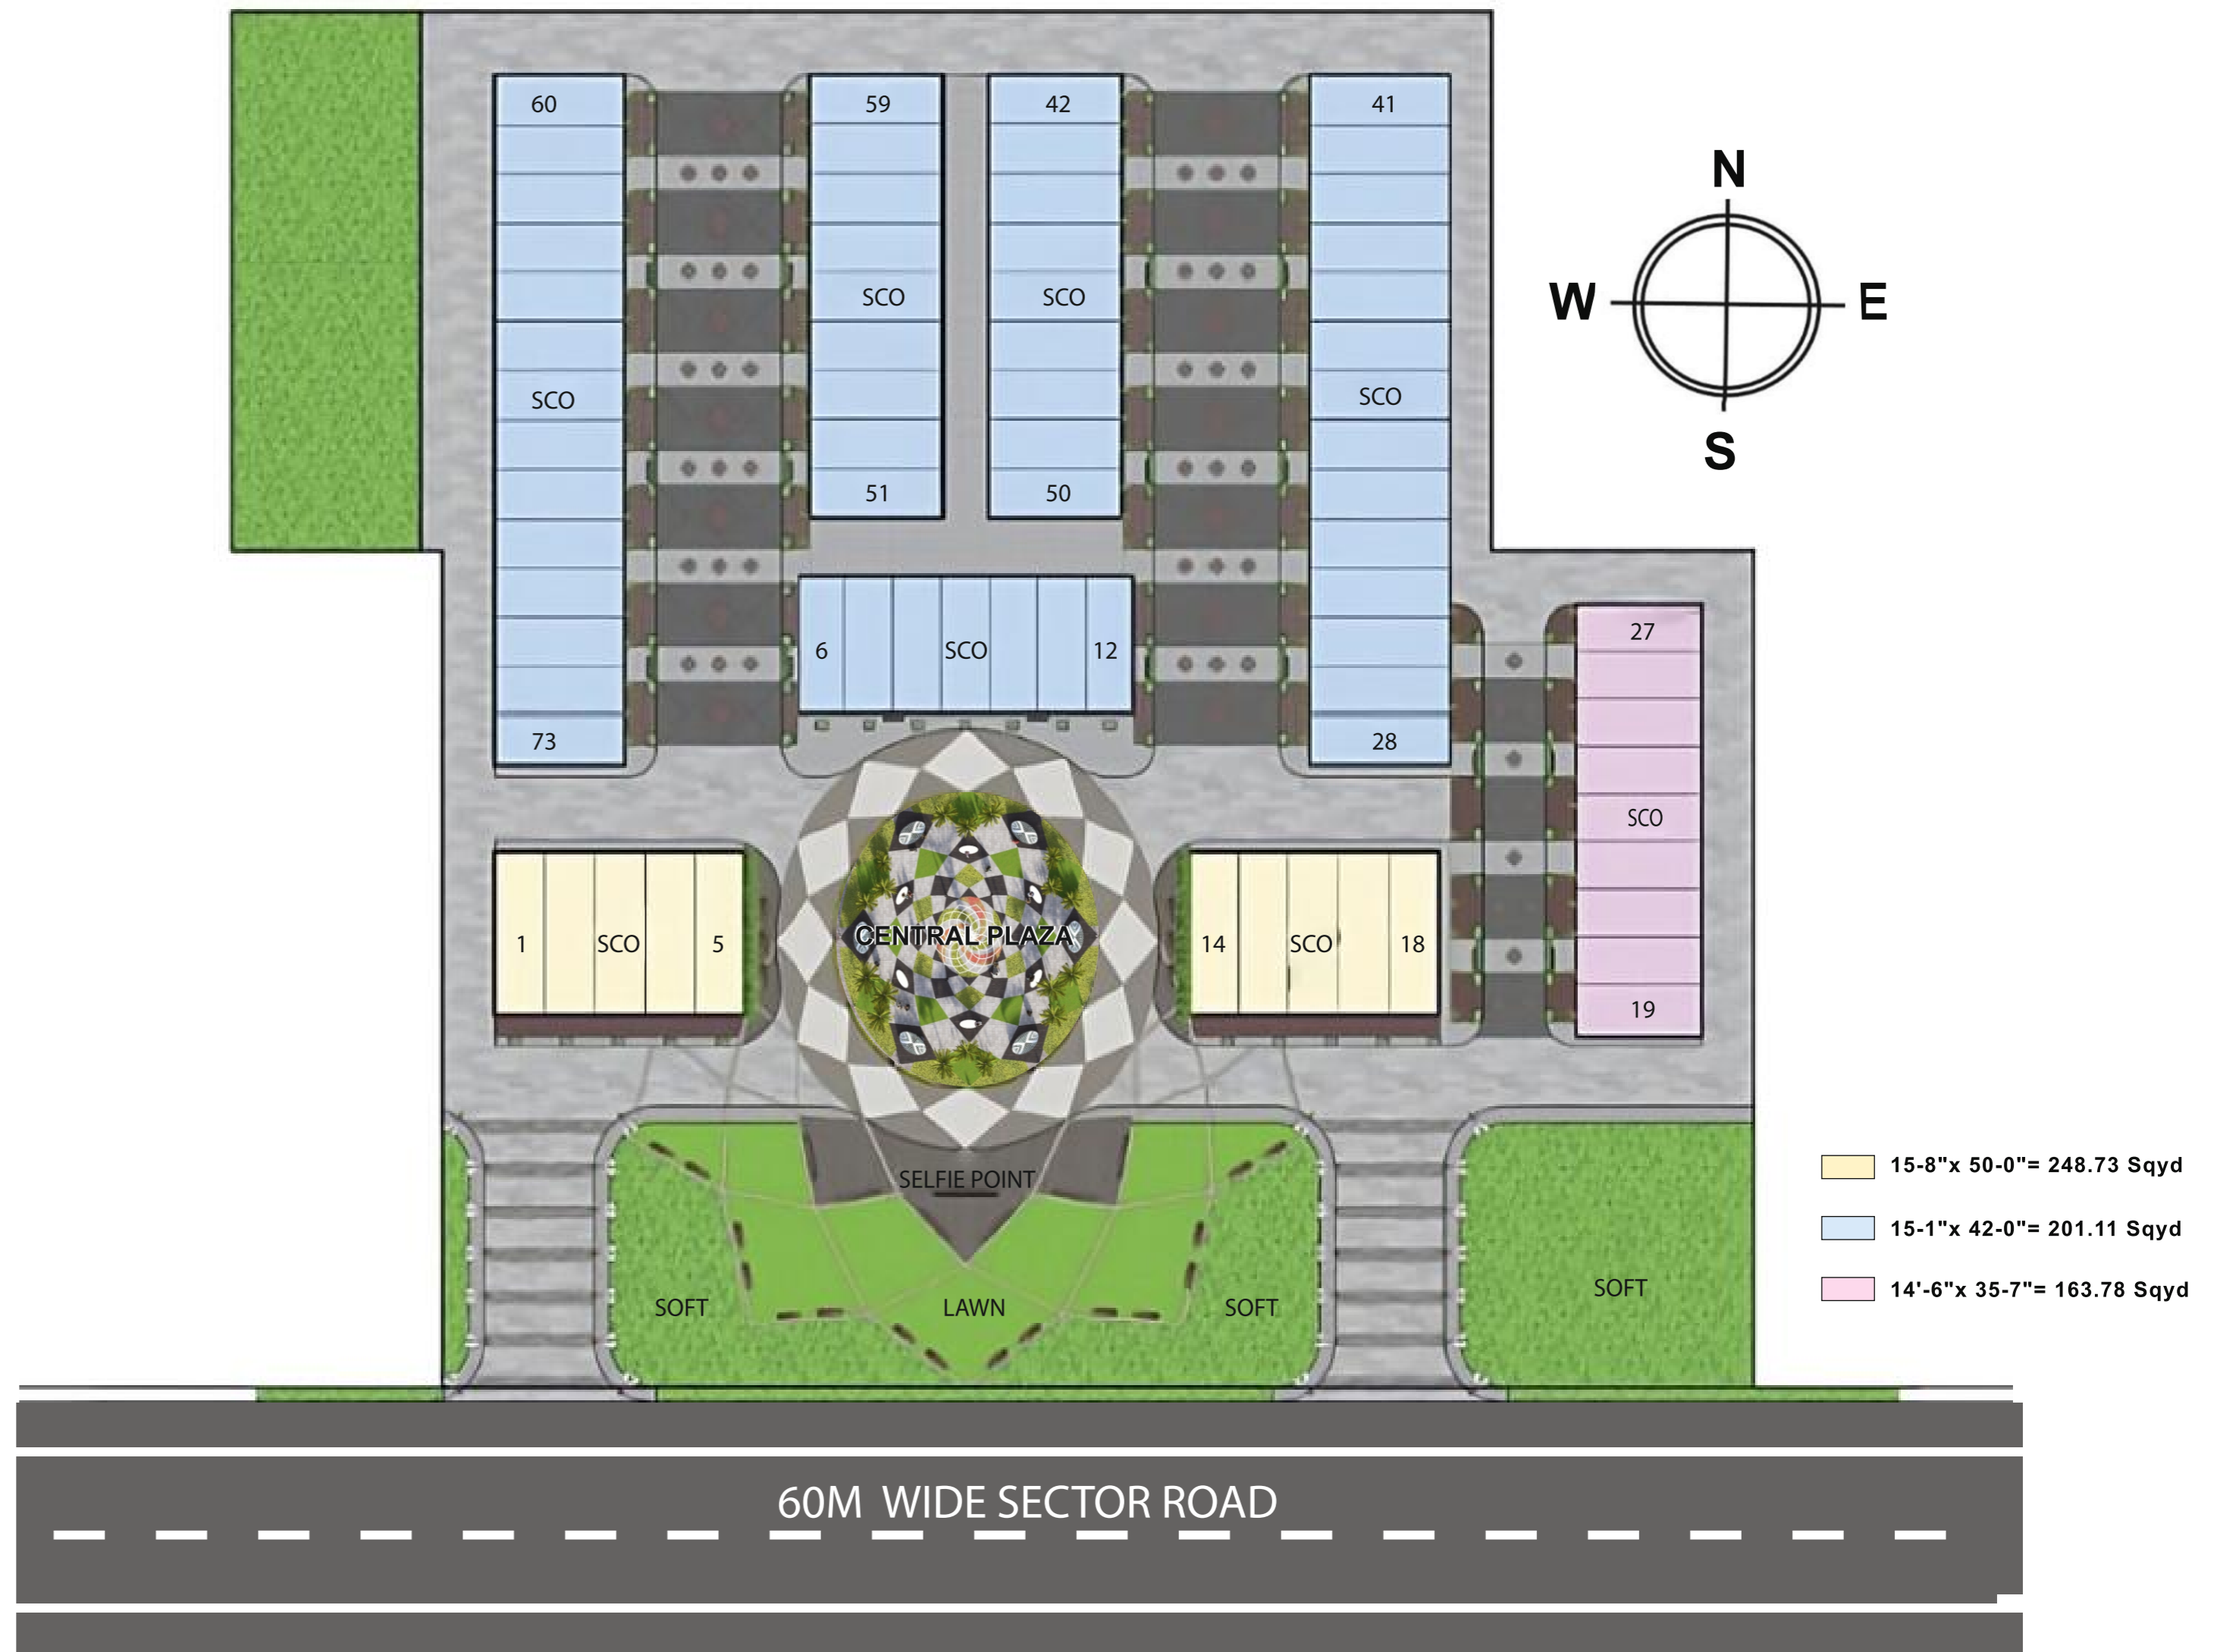 60
59
42
41
N
W
E
S
SCO
SCO
SCO
SCO
51
50
6
SCO
12
27
73
28
SCO
1
SCO
5
CENTRAL PLAZA
14
SCO
18
19
SELFIE POINT
SOFT
LAWN
SOFT
SOFT
15-8"x 50-0"= 248.73 Sqyd
15-1"x 42-0"= 201.11 Sqyd
14'-6"x 35-7"= 163.78 Sqyd
60M WIDE SECTOR ROAD